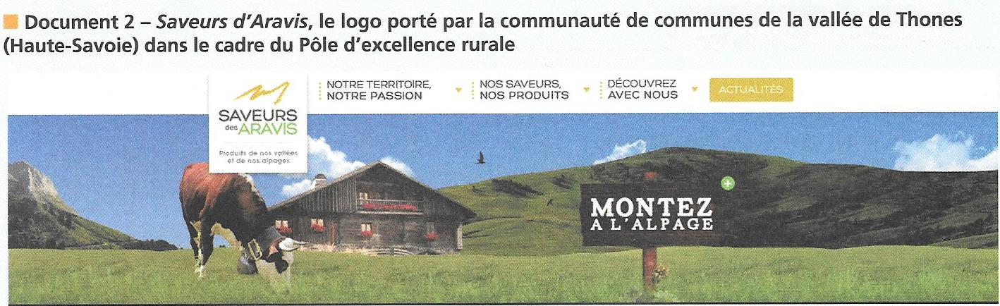 Document 2 – Saveurs d’Aravis, le logo porté par la communauté de communes de la vallée de Thones
(Haute-Savoie) dans le cadre du Pôle d’excellence rurale
SAVEURS
des ARAVIS
Produits de nos vallées
et de nos alpages
NOTRE TERRITOIRE,
NOTRE PASSION
NOS SAVEURS,
NOS PRODUITS
DÉCOUVREZ
AVEC NOUS
ACTUALITÉS
MONTEZ
A L'ALPAGE